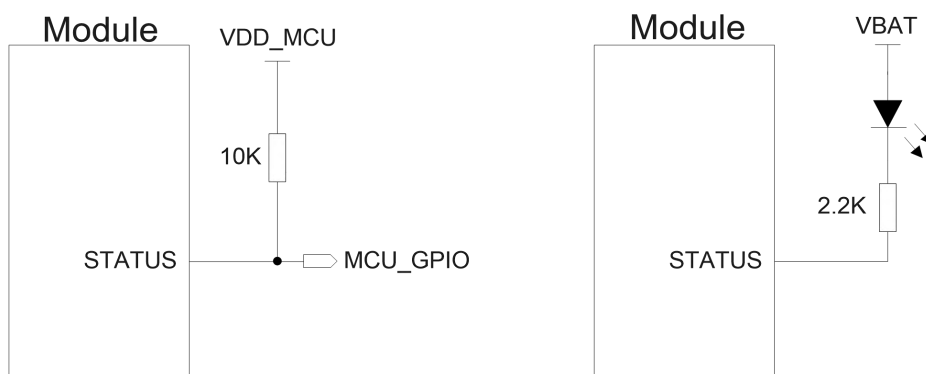 Module
VDD_MCU
10K
STATUS
MCU_GPIO
Module
VBAT
2.2K
STATUS